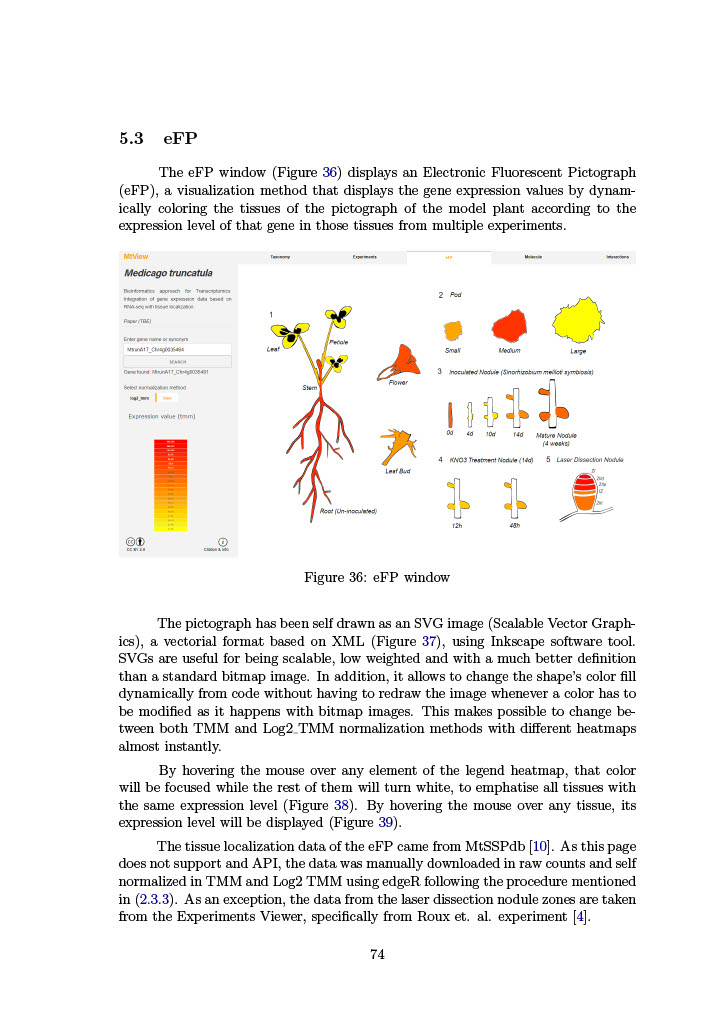 5.3 eFP
The eFP window (Figure 36) displays an Electronic Fluorescent Pictograph
(eFP), a visualization method that displays the gene expression values by dynam-
ically coloring the tissues of the pictograph of the model plant according to the
expression level of that gene in those tissues from multiple experiments.
MtView
Taxonomy Experiments eFP Molecule Interactions
Medicago truncatula
Bioinformatics approach for Transcriptomics
Integration of gene expression data based on
RNA-seq with tissue localization
Paper (TBE)
Enter gene name or synonym
MtrunA17_Chr4g0035464
SEARCH
Select normalization method
log2_tmm
Expression value (tmm)
CC BY 4.0
Citation & Info
1
Leaf
Petiole
Stem
Flower
Leaf Bud
Root (Un-inoculated)
2 Pod
Small Medium Large
3 Inoculated Nodule (Sinorhizobium meliloti symbiosis)
0d 4d 10d 14d Mature Nodule
(4 weeks)
4 KNO3 Treatment Nodule (14d)
12h 48h
5 Laser Dissection Nodule
Figure 36: eFP window
The pictograph has been self drawn as an SVG image (Scalable Vector Graph-
ics), a vectorial format based on XML (Figure 37), using Inkscape software tool.
SVGs are useful for being scalable, low weighted and with a much better definition
than a standard bitmap image. In addition, it allows to change the shape's color fill
dynamically from code without having to redraw the image whenever a color has to
be modified as it happens with bitmap images. This makes possible to change be-
tween both TMM and Log2_TMM normalization methods with different heatmaps
almost instantly.
By hovering the mouse over any element of the legend heatmap, that color
will be focused while the rest of them will turn white, to emphatise all tissues with
the same expression level (Figure 38). By hovering the mouse over any tissue, its
expression level will be displayed (Figure 39).
The tissue localization data of the eFP came from MtSSPdb [10]. As this page
does not support and API, the data was manually downloaded in raw counts and self
normalized in TMM and Log2 TMM using edgeR following the procedure mentioned
in (2.3.3). As an exception, the data from the laser dissection nodule zones are taken
from the Experiments Viewer, specifically from Roux et. al. experiment [4].
74